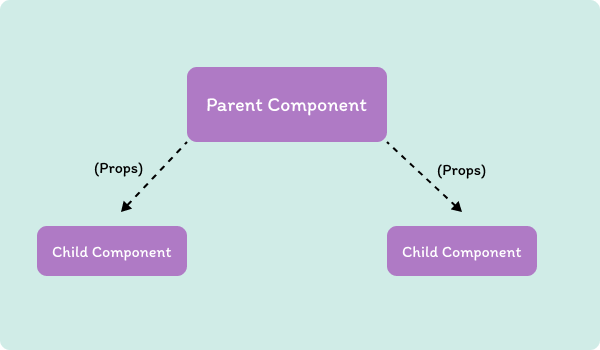 Parent Component
(Props)
(Props)
Child Component
Child Component